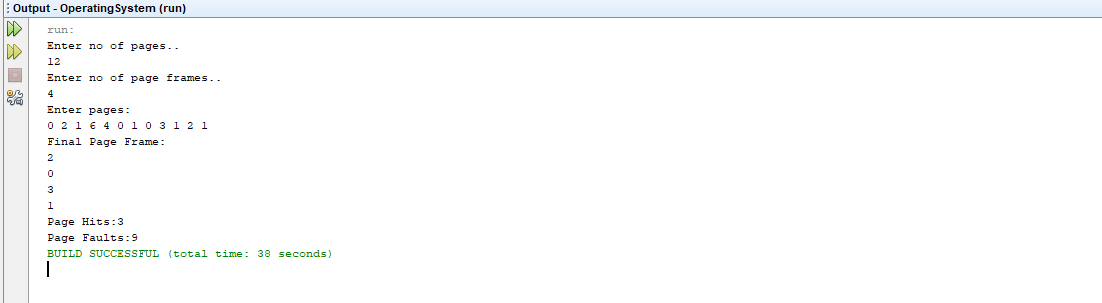 Output - OperatingSystem (run)
run:
Enter no of pages..
12
Enter no of page frames..
4
Enter pages:
0 2 1 6 4 0 1 0 3 1 2 1
Final Page Frame:
2
0
3
1
Page Hits:3
Page Faults:9
BUILD SUCCESSFUL (total time: 38 seconds)